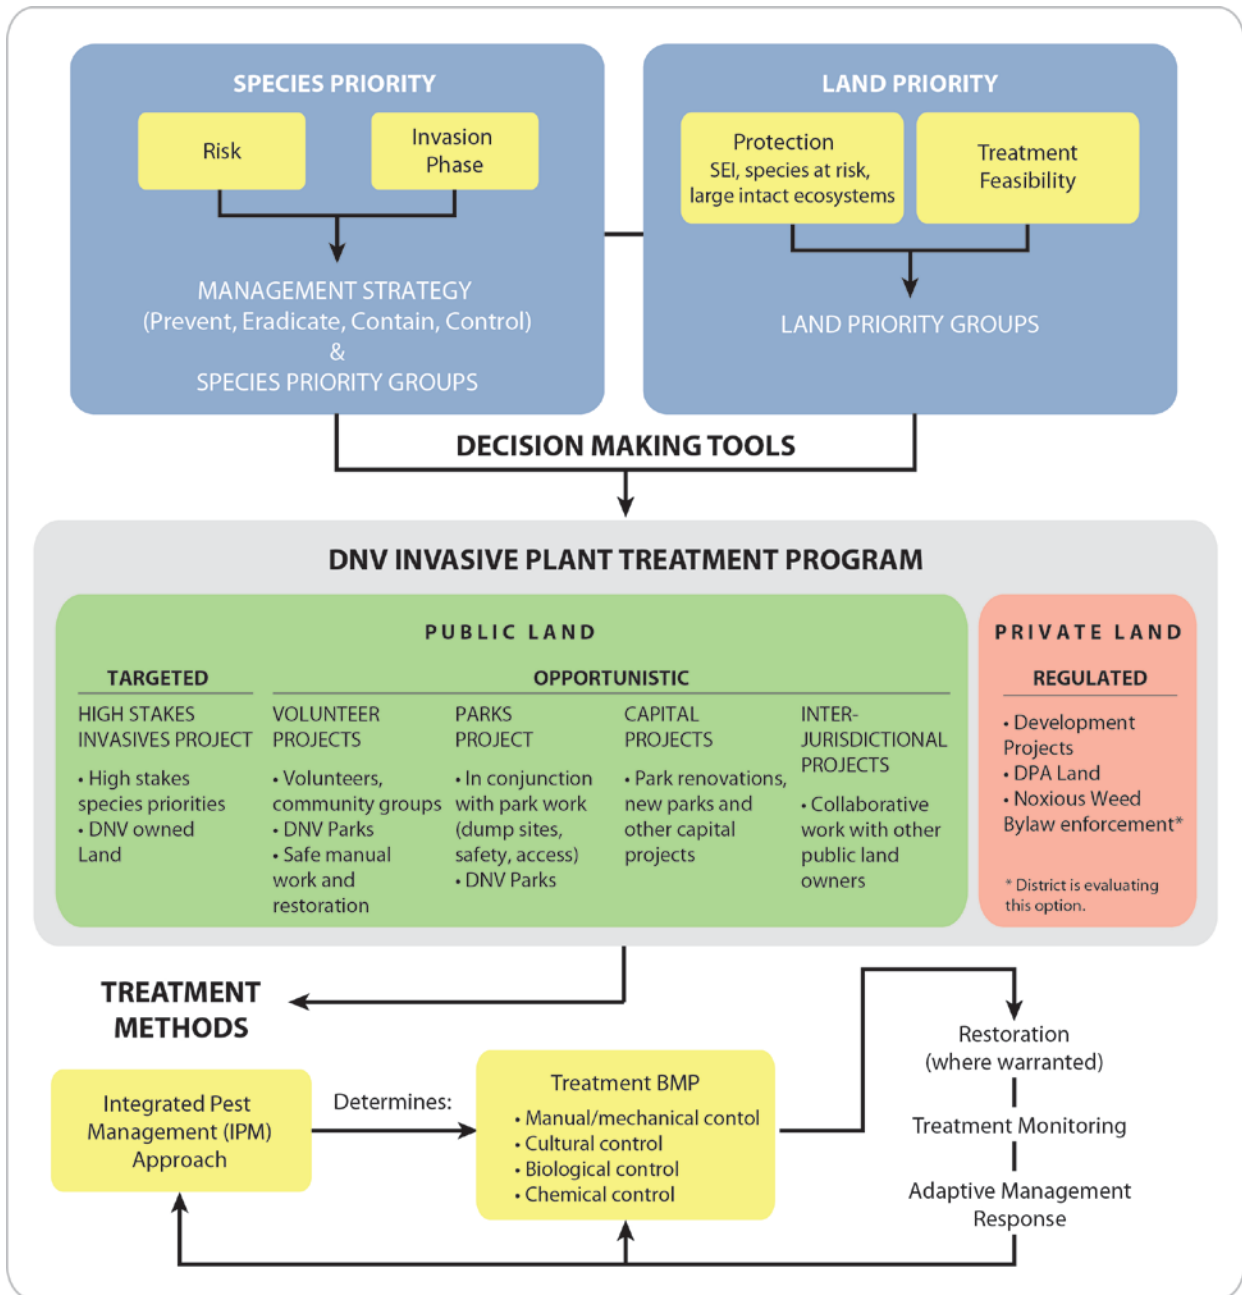 SPECIES PRIORITY
Risk
Invasion
Phase
MANAGEMENT STRATEGY
(Prevent, Eradicate, Contain, Control)
&
SPECIES PRIORITY GROUPS
LAND PRIORITY
Protection
SEI, species at risk,
large intact ecosystems
Treatment
Feasibility
LAND PRIORITY GROUPS
DECISION MAKING TOOLS
DNV INVASIVE PLANT TREATMENT PROGRAM
PUBLIC LAND
TARGETED
HIGH STAKES
INVASIVES PROJECT
• High stakes
species priorities
• DNV owned
Land
OPPORTUNISTIC
VOLUNTEER
PROJECTS
• Volunteers,
community groups
• DNV Parks
• Safe manual
work and
restoration
PARKS
PROJECT
• In conjunction
with park work
(dump sites,
safety, access)
• DNV Parks
CAPITAL
PROJECTS
• Park renovations,
new parks and
other capital
projects
INTER-
JURISDICTIONAL
PROJECTS
• Collaborative
work with other
public land
owners
PRIVATE LAND
REGULATED
• Development
Projects
• DPA Land
• Noxious Weed
Bylaw enforcement*
* District is evaluating
this option.
TREATMENT
METHODS
Integrated Pest
Management (IPM)
Approach
Determines:
Treatment BMP
• Manual/mechanical contol
• Cultural control
• Biological control
• Chemical control
Restoration
(where warranted)
Treatment Monitoring
Adaptive Management
Response